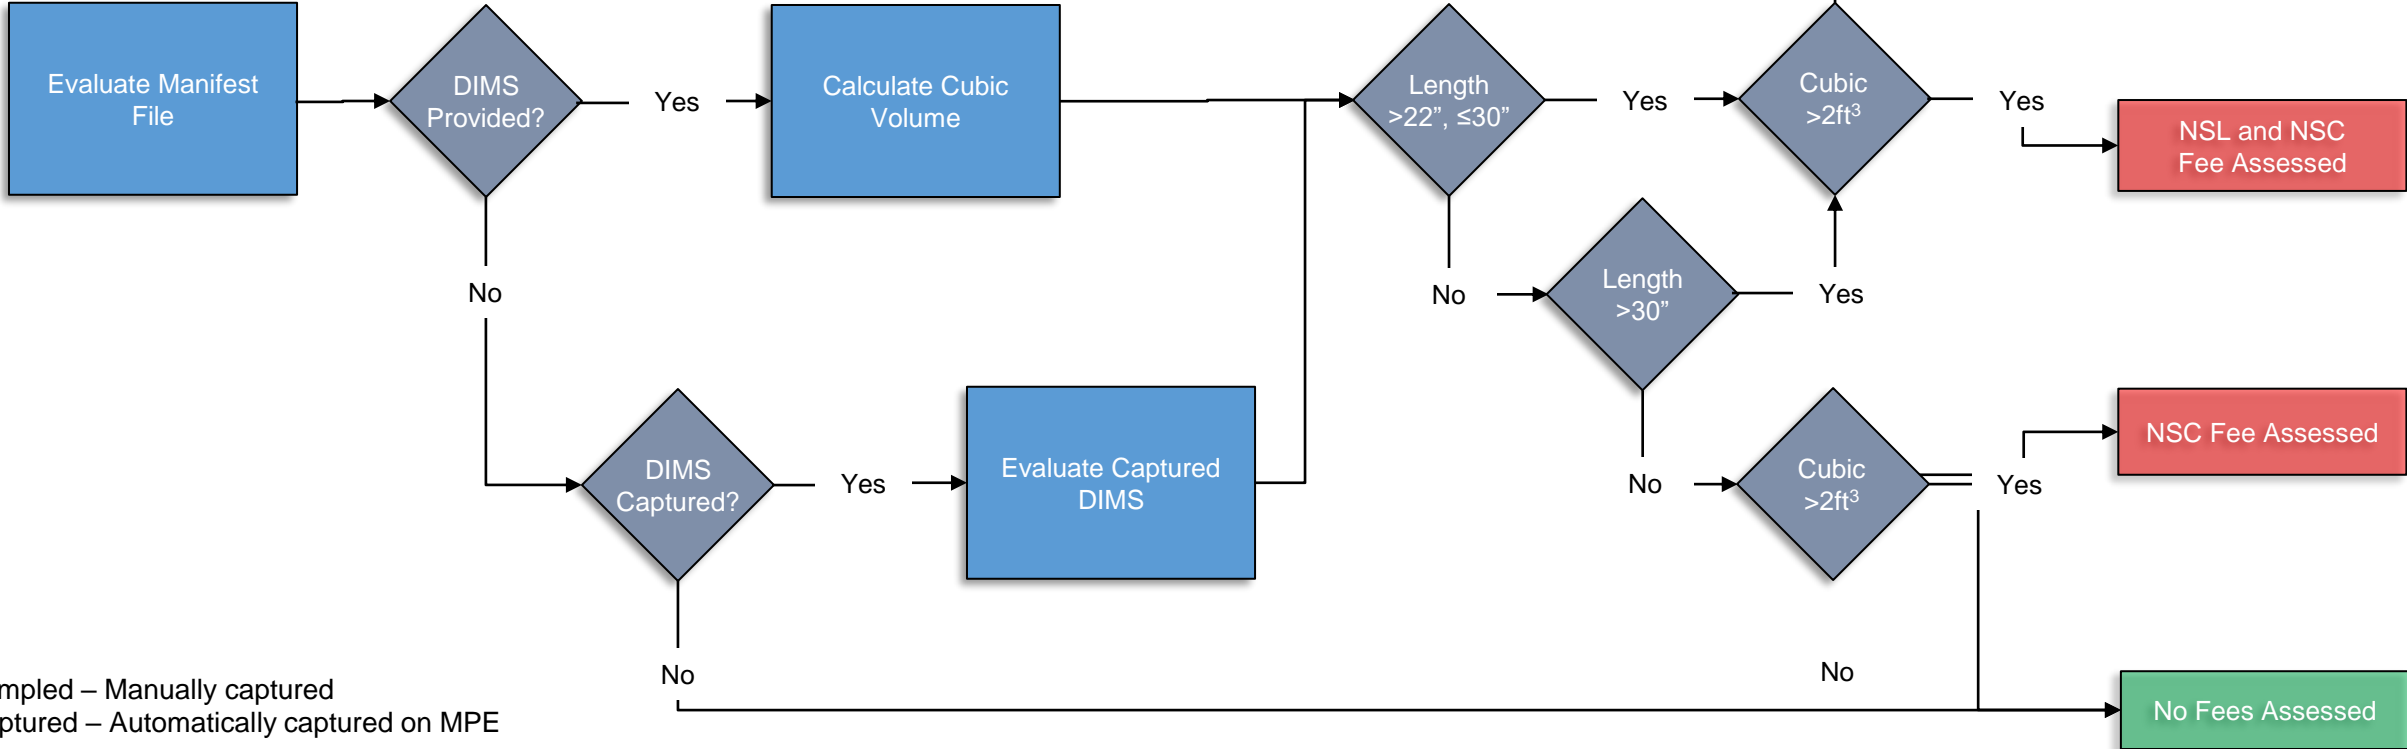 Evaluate Manifest
File
DIMS
Provided?
Yes
Calculate Cubic
Volume
Length
>22”, ≤30”
Yes
Cubic
>2ft³
Yes
NSL and NSC
Fee Assessed
No
No
Length
>30”
Yes
DIMS
Captured?
Yes
Evaluate Captured
DIMS
No
Cubic
>2ft³
Yes
NSC Fee Assessed
No
No
No Fees Assessed
– Manually captured
– Automatically captured on MPE